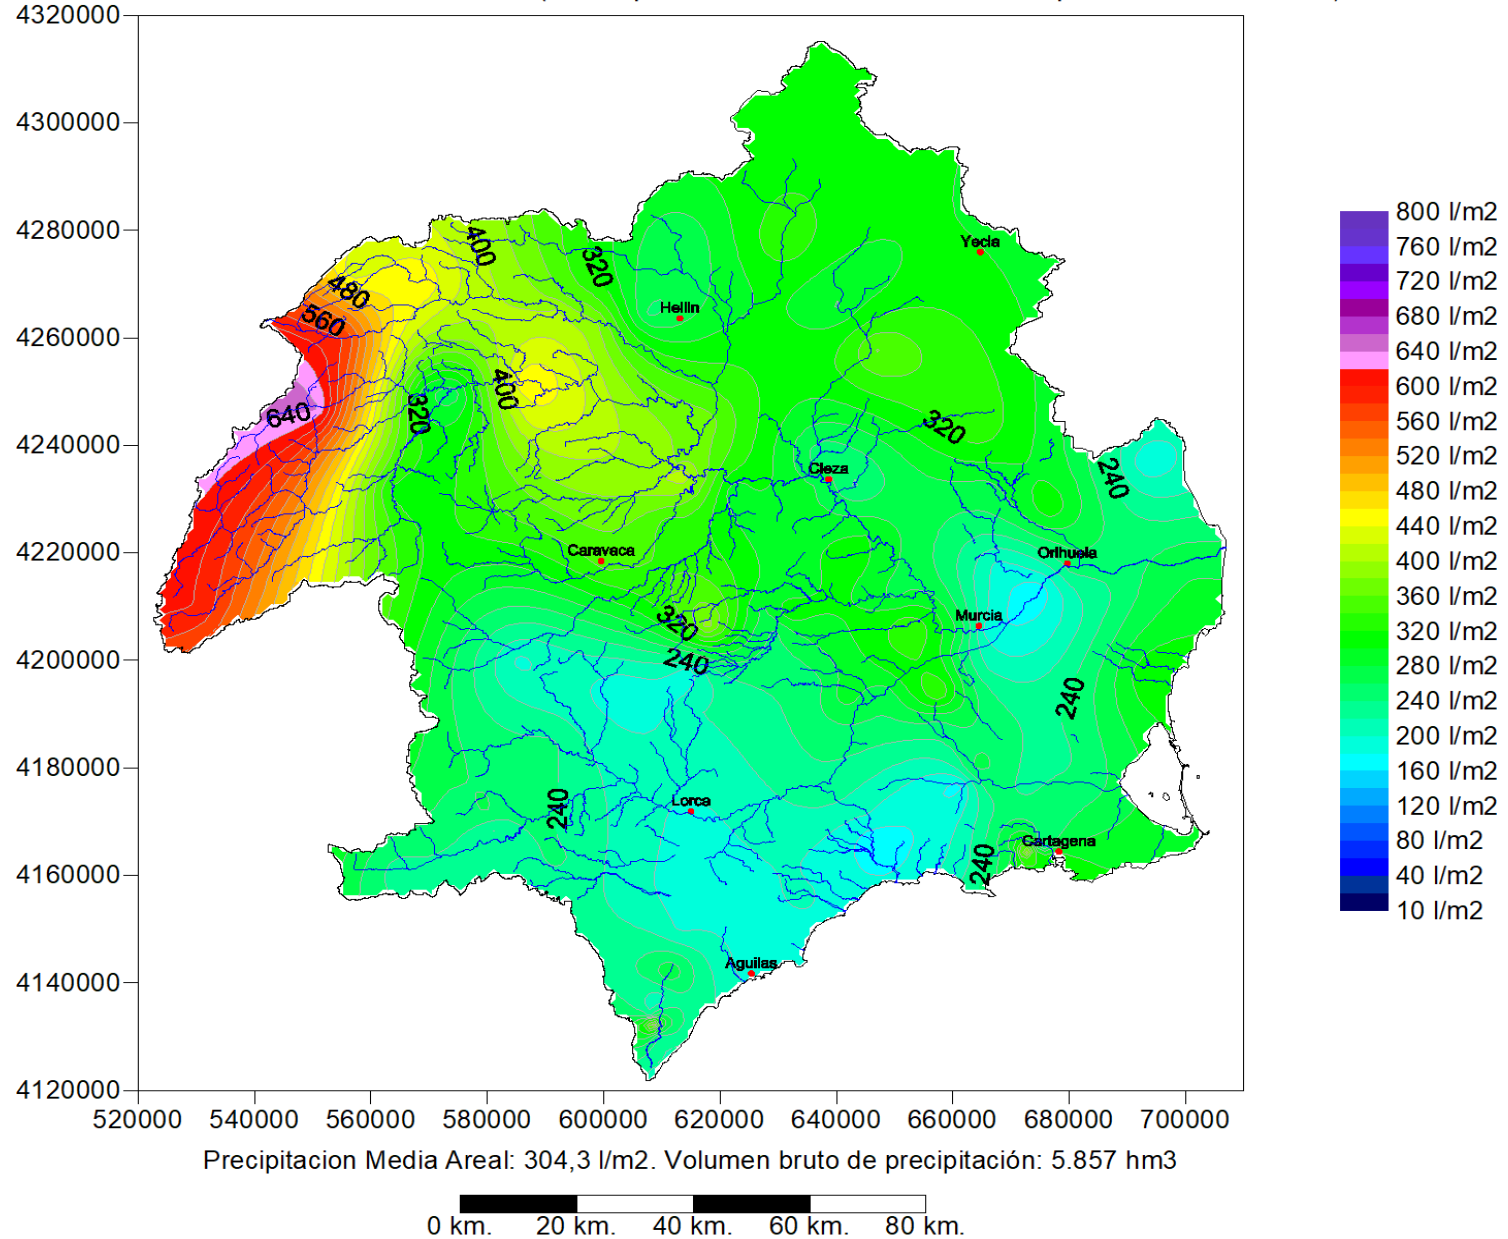 4320000
4300000
4280000
4260000
4240000
4220000
4200000
4180000
4160000
4140000
4120000
520000 540000 560000 580000 600000 620000 640000 660000 680000 700000
400
320
480
560
640
320
400
320
240
320
240
240
240
240
Yecla
Hellin
Cieza
Caravaca
Orihuela
Murcia
Lorca
Cartagena
Aguilas
800 l/m2
760 l/m2
720 l/m2
680 l/m2
640 l/m2
600 l/m2
560 l/m2
520 l/m2
480 l/m2
440 l/m2
400 l/m2
360 l/m2
320 l/m2
280 l/m2
240 l/m2
200 l/m2
160 l/m2
120 l/m2
80 l/m2
40 l/m2
10 l/m2
Precipitacion Media Areal: 304,3 l/m2. Volumen bruto de precipitación: 5.857 hm3
0 km. 20 km. 40 km. 60 km. 80 km.